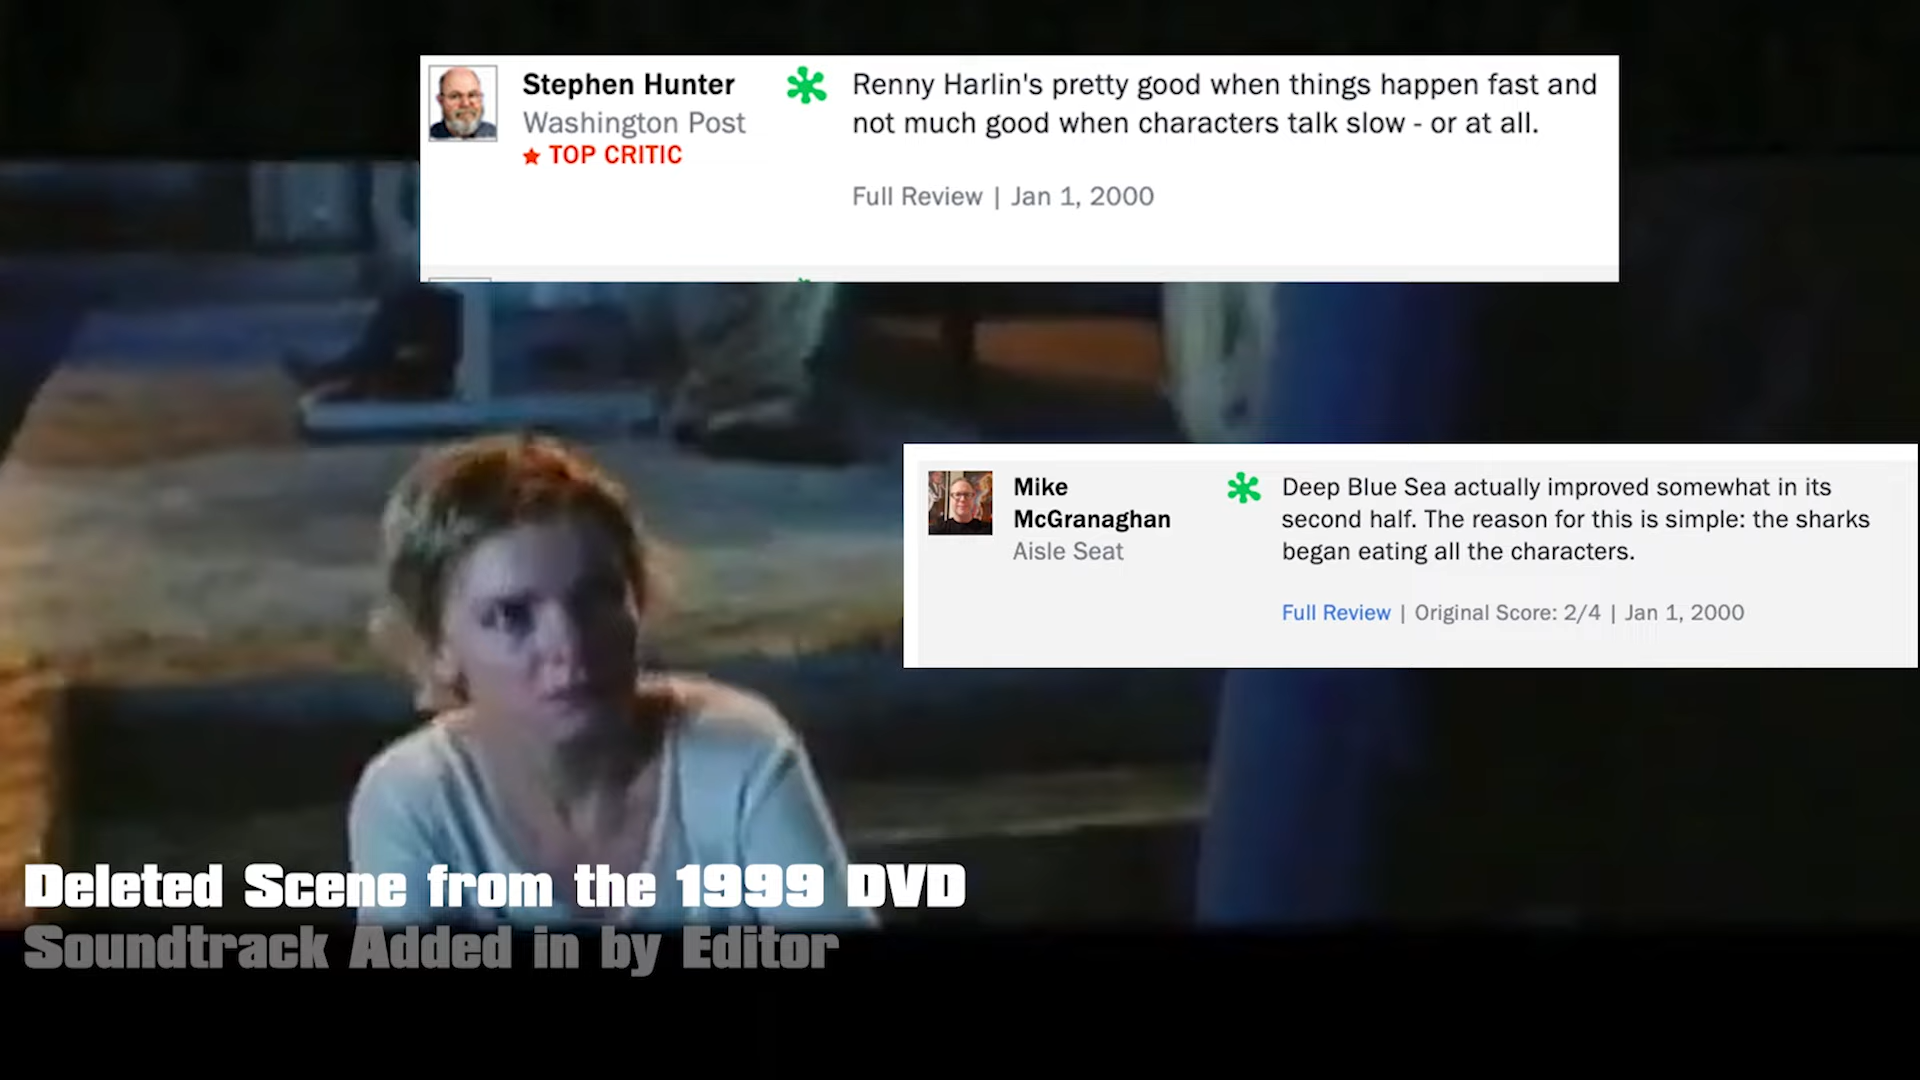 Stephen Hunter
Washington Post
TOP CRITIC
Renny Harlin's pretty good when things happen fast and
not much good when characters talk slow - or at all.
Full Review | Jan 1, 2000
Mike
McGranaghan
Aisle Seat
Deep Blue Sea actually improved somewhat in its
second half. The reason for this is simple: the sharks
began eating all the characters.
Full Review | Original Score: 2/4 | Jan 1, 2000
Deleted Scene from the 1999 DVD
Soundtrack Added in by Editor